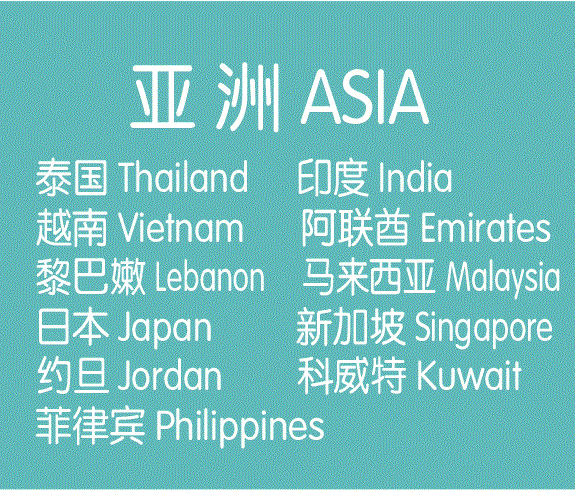 亚洲 ASIA
泰国 Thailand
印度 India
越南 Vietnam
阿联酋 Emirates
黎巴嫩 Lebanon
马来西亚 Malaysia
日本 Japan
新加坡 Singapore
约旦 Jordan
科威特 Kuwait
菲律宾 Philippines